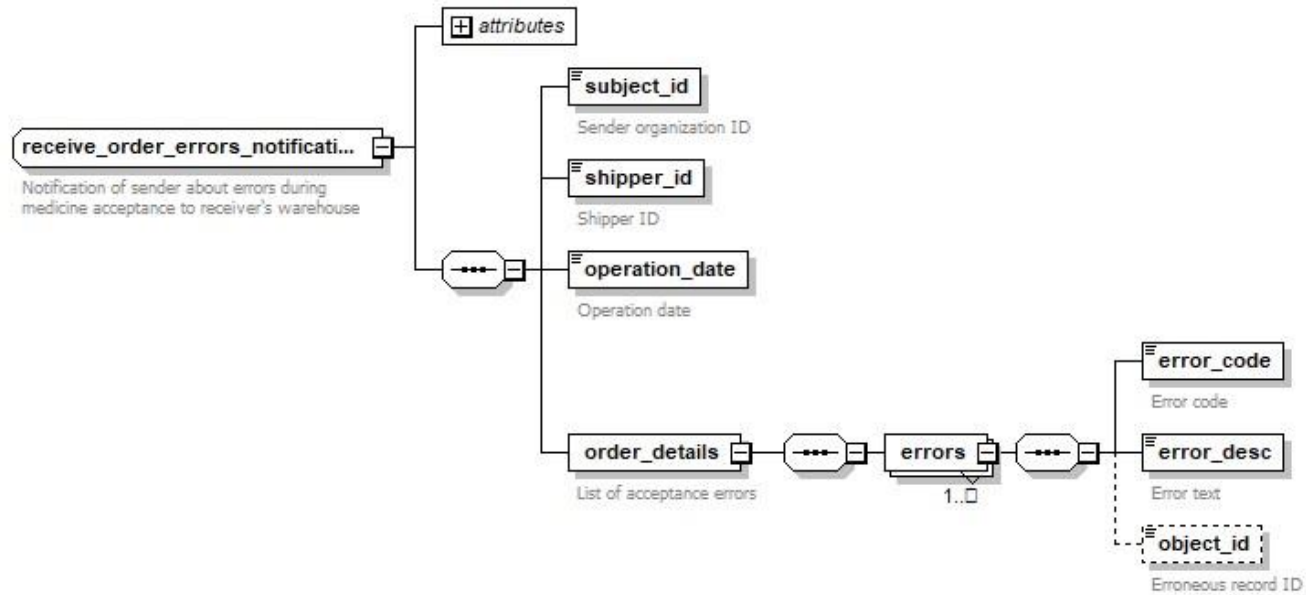 attributes
subject_id
Sender organization ID
receive_order_errors_notificati...
Notification of sender about errors during
medicine acceptance to receiver's warehouse
shipper_id
Shipper ID
operation_date
Operation date
error_code
Error code
order_details
List of acceptance errors
errors
1..□
error_desc
Error text
object_id
Erroneous record ID